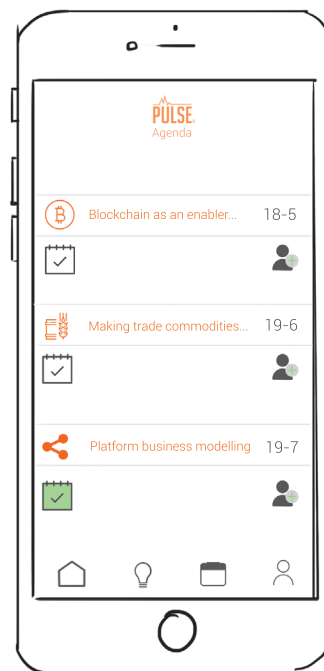 PULSE
Agenda
Blockchain as an enabler... 18-5
Making trade commodities... 19-6
Platform business modelling 19-7